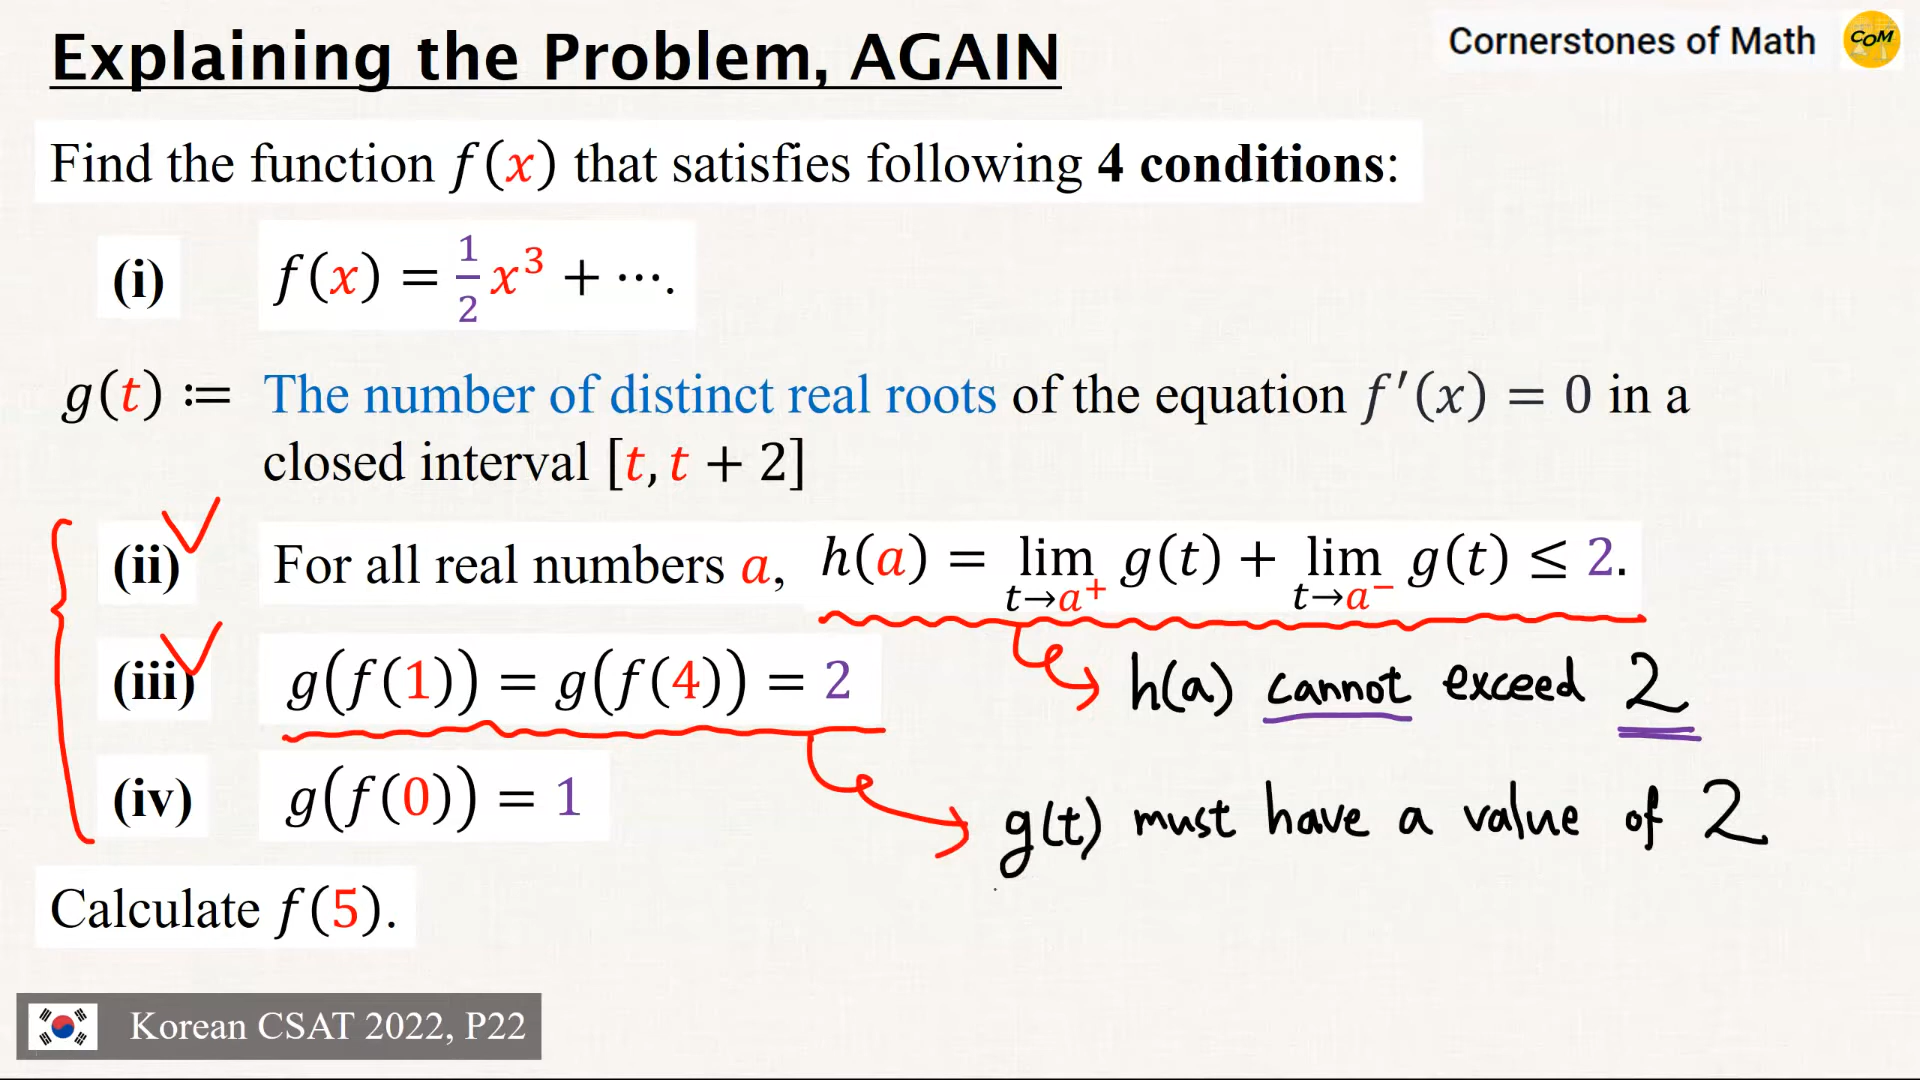 Explaining the Problem, AGAIN
Cornerstones of Math
COM
Find the function f(x) that satisfies following 4 conditions:
(i) f(x) = 1/2 x³ + ⋯.
g(t) ≔ The number of distinct real roots of the equation f′(x) = 0 in a
closed interval [t, t + 2]
(ii) For all real numbers a, h(a) = lim t→a⁺ g(t) + lim t→a⁻ g(t) ≤ 2.
(iii) g(f(1)) = g(f(4)) = 2
h(a) cannot exceed 2
(iv) g(f(0)) = 1
g(t) must have a value of 2
Calculate f(5).
Korean CSAT 2022, P22